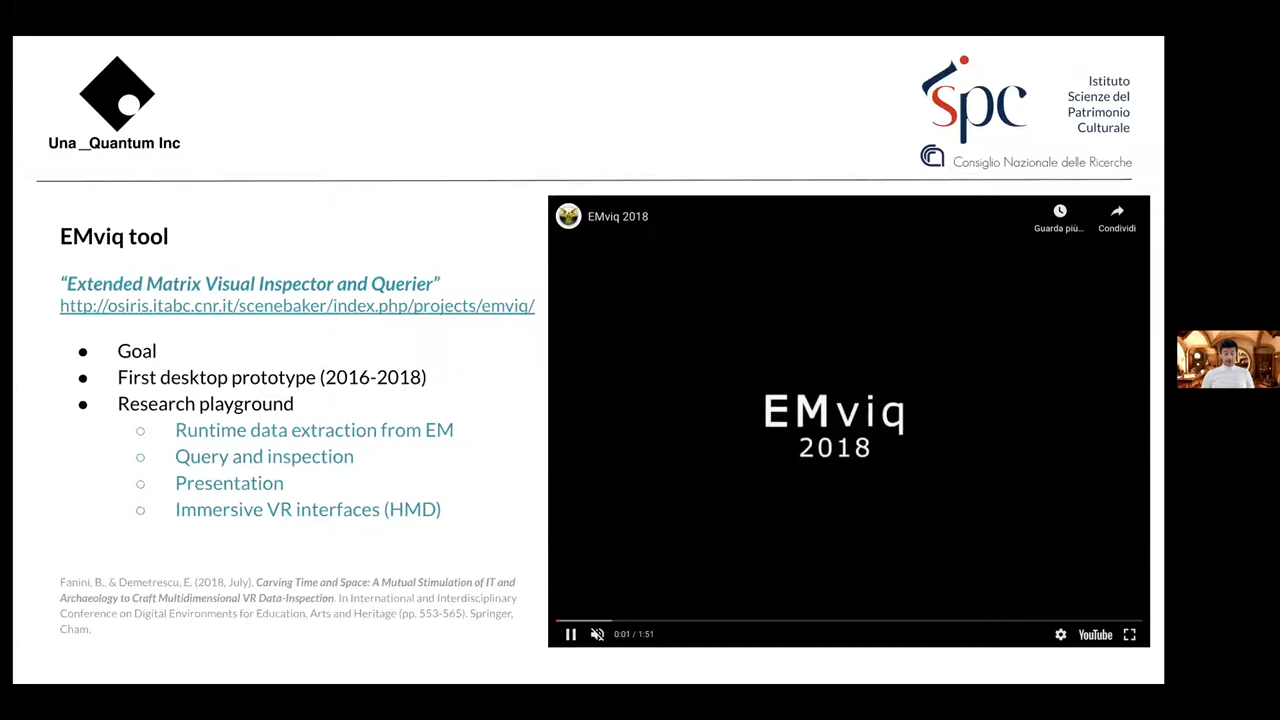 Una_Quantum Inc
spc
Istituto
Scienze del
Patrimonio
Culturale
Consiglio Nazionale delle Ricerche
EMviq tool
“Extended Matrix Visual Inspector and Querier”
http://osiris.itabc.cnr.it/scenebaker/index.php/projects/emviq/
● Goal
● First desktop prototype (2016-2018)
● Research playground
○ Runtime data extraction from EM
○ Query and inspection
○ Presentation
○ Immersive VR interfaces (HMD)
Fanini, B., & Demetrescu, E. (2018, July). Carving Time and Space: A Mutual Stimulation of IT and
Archaeology to Craft Multidimensional VR Data-Inspection. In International and Interdisciplinary
Conference on Digital Environments for Education, Arts and Heritage (pp. 553-565). Springer,
Cham.
EMviq 2018
Guarda più...
Condividi
EMviq
2018
0:01 / 1:51
YouTube